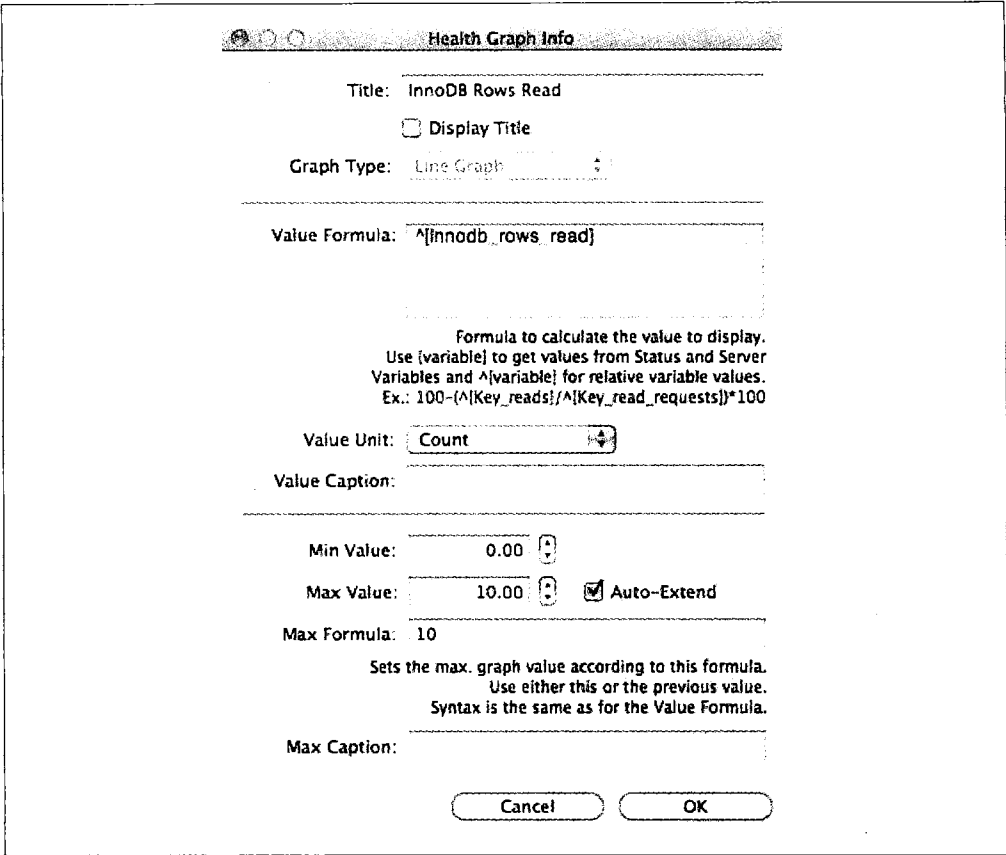 Health Graph Info
Title: InnoDB Rows Read
Display Title
Graph Type: Line Graph
Value Formula: ^[Innodb_rows_read]
Formula to calculate the value to display.
Use [variable] to get values from Status and Server
Variables and ^[variable] for relative variable values.
Ex.: 100-(^[Key_reads]/^[Key_read_requests])*100
Value Unit: Count
Value Caption:
Min Value: 0.00
Max Value: 10.00 Auto-Extend
Max Formula: 10
Sets the max. graph value according to this formula.
Use either this or the previous value.
Syntax is the same as for the Value Formula.
Max Caption:
Cancel OK